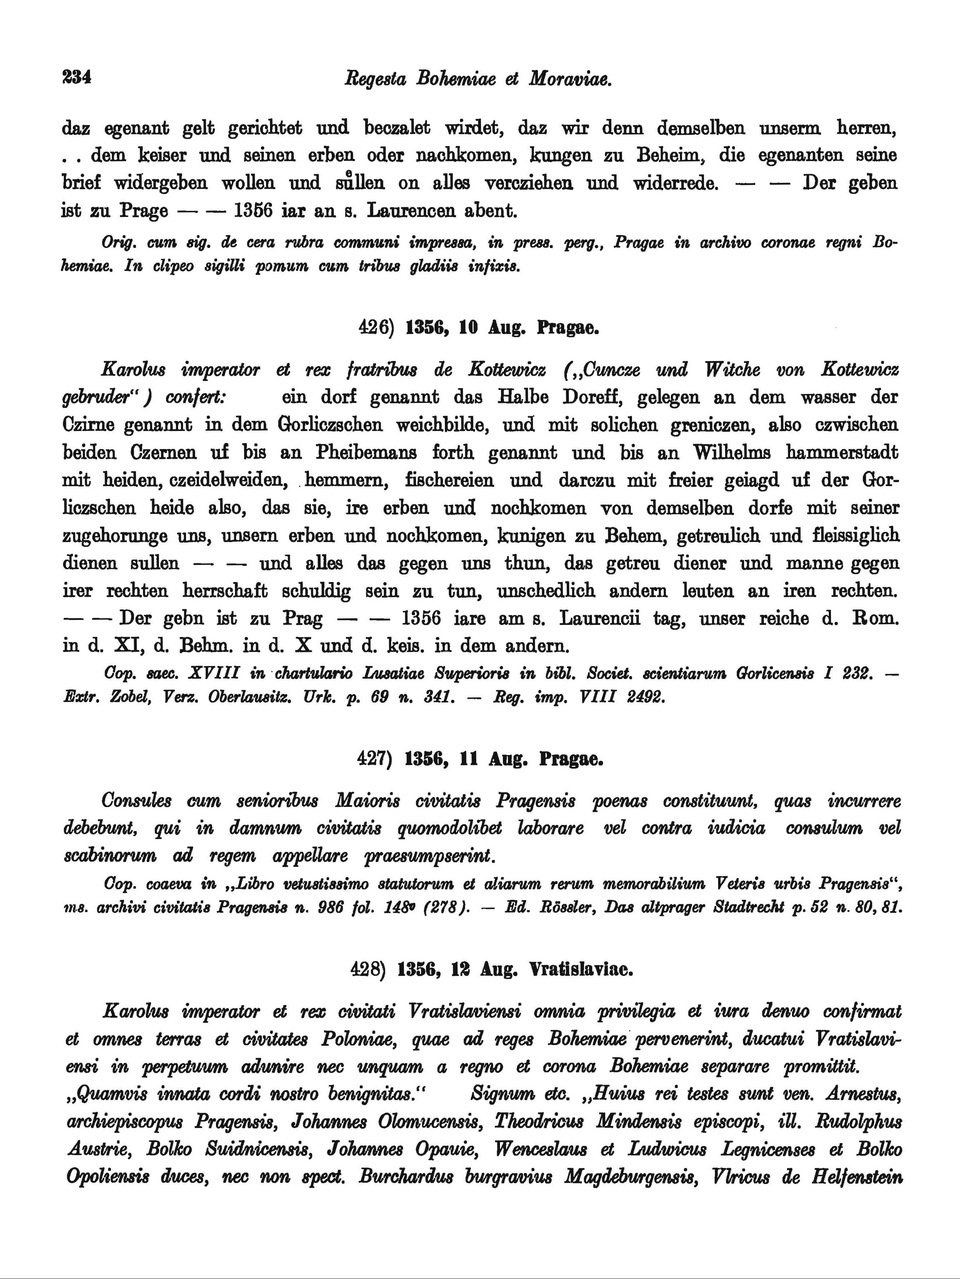 234
Regesta Bohemiae et Moraviae.
daz egenant gelt gerichtet und beczalet wirdet, daz wir denn demselben unserm herren,
. . dem keiser und seinen erben oder nachkomen, kungen zu Beheim, die egenanten seine
brief widergeben wollen und suͤllen on alles vercziehen und widerrede. — — Der geben
ist zu Prage — — 1356 iar an s. Laurencen abent.
Orig. cum sig. de cera rubra communi impressa, in press. perg., Pragae in archivo coronae regni Bo-
hemiae. In clipeo sigilli pomum cum tribus gladiis infixis.
426) 1356, 10 Aug. Pragae.
Karolus imperator et rex fratribus de Kottewicz („Cuncze und Witche von Kottewicz
gebruder“) confert: ein dorf genannt das Halbe Doreff, gelegen an dem wasser der
Czirne genannt in dem Gorliczschen weichbilde, und mit solichen greniczen, also czwischen
beiden Czernen uf bis an Pheibemans forth genannt und bis an Wilhelms hammerstadt
mit heiden, czeidelweiden, hemmern, fischereien und darczu mit freier geiagd uf der Gor-
liczschen heide also, das sie, ire erben und nochkomen von demselben dorfe mit seiner
zugehorunge uns, unsern erben und nochkomen, kunigen zu Behem, getreulich und fleissiglich
dienen sullen — — und alles das gegen uns thun, das getreu diener und manne gegen
irer rechten herrschaft schuldig sein zu tun, unschedlich andern leuten an iren rechten.
— — Der gebn ist zu Prag — — 1356 iare am s. Laurencii tag, unser reiche d. Rom.
in d. XI, d. Behm. in d. X und d. keis. in dem andern.
Cop. saec. XVIII in chartulario Lusatiae Superioris in bibl. Societ. scientiarum Gorlicensis I 232. —
Extr. Zobel, Verz. Oberlausitz. Urk. p. 69 n. 341. — Reg. imp. VIII 2492.
427) 1356, 11 Aug. Pragae.
Consules cum senioribus Maioris civitatis Pragensis poenas constituunt, quas incurrere
debebunt, qui in damnum civitatis quomodolibet laborare vel contra iudicia consulum vel
scabinorum ad regem appellare praesumpserint.
Cop. coaeva in „Libro vetustissimo statutorum et aliarum rerum memorabilium Veteris urbis Pragensis“,
ms. archivi civitatis Pragensis n. 986 fol. 148v (278). — Ed. Rössler, Das altprager Stadtrecht p. 52 n. 80, 81.
428) 1356, 12 Aug. Vratislaviae.
Karolus imperator et rex civitati Vratislaviensi omnia privilegia et iura denuo confirmat
et omnes terras et civitates Poloniae, quae ad reges Bohemiae pervenerint, ducatui Vratislavi-
ensi in perpetuum adunire nec unquam a regno et corona Bohemiae separare promittit.
„Quamvis innata cordi nostro benignitas.“ Signum etc. „Huius rei testes sunt ven. Arnestus,
archiepiscopus Pragensis, Johannes Olomucensis, Theodricus Mindensis episcopi, ill. Rudolphus
Austrie, Bolko Suidnicensis, Johannes Opavie, Wenceslaus et Ludwicus Legnicenses et Bolko
Opoliensis duces, nec non spect. Burchardus burgravius Magdeburgensis, Vlricus de Helfenstein